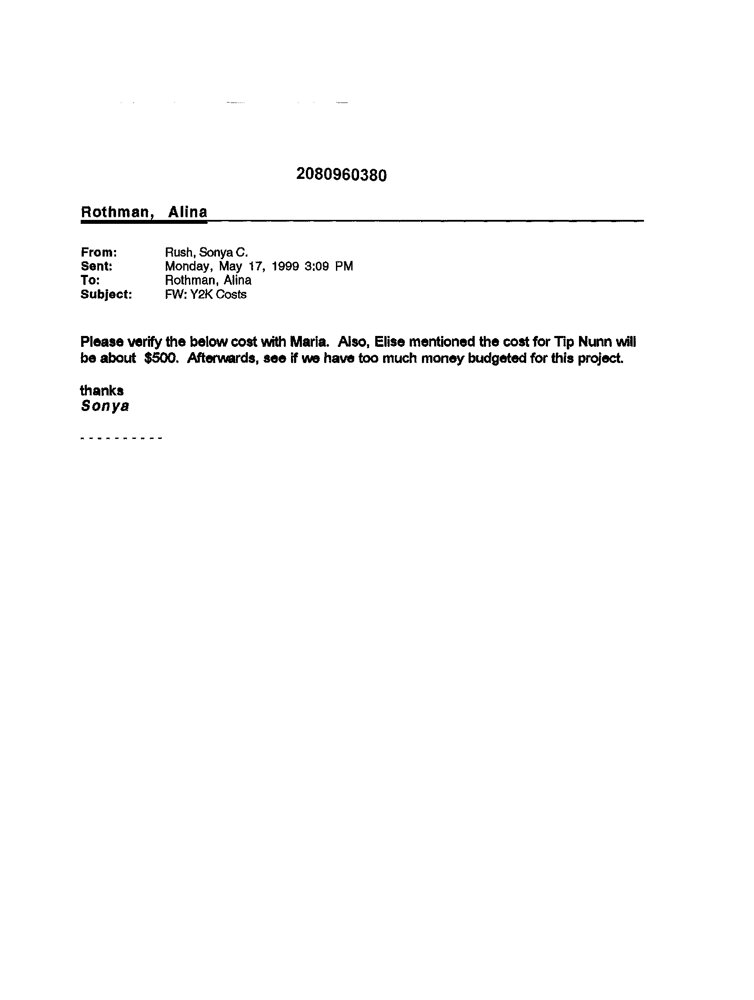 2080960380
Rothman, Alina
From: Rush, Sonya C.
Sent: Monday, May 17, 1999 3:09 PM
To: Rothman, Alina
Subject: FW: Y2K Costs
Please verify the below cost with Maria. Also, Elise mentioned the cost for Tip Nunn will
be about $500. Afterwards, see if we have too much money budgeted for this project.
thanks
Sonya
- - - - - - - - - -